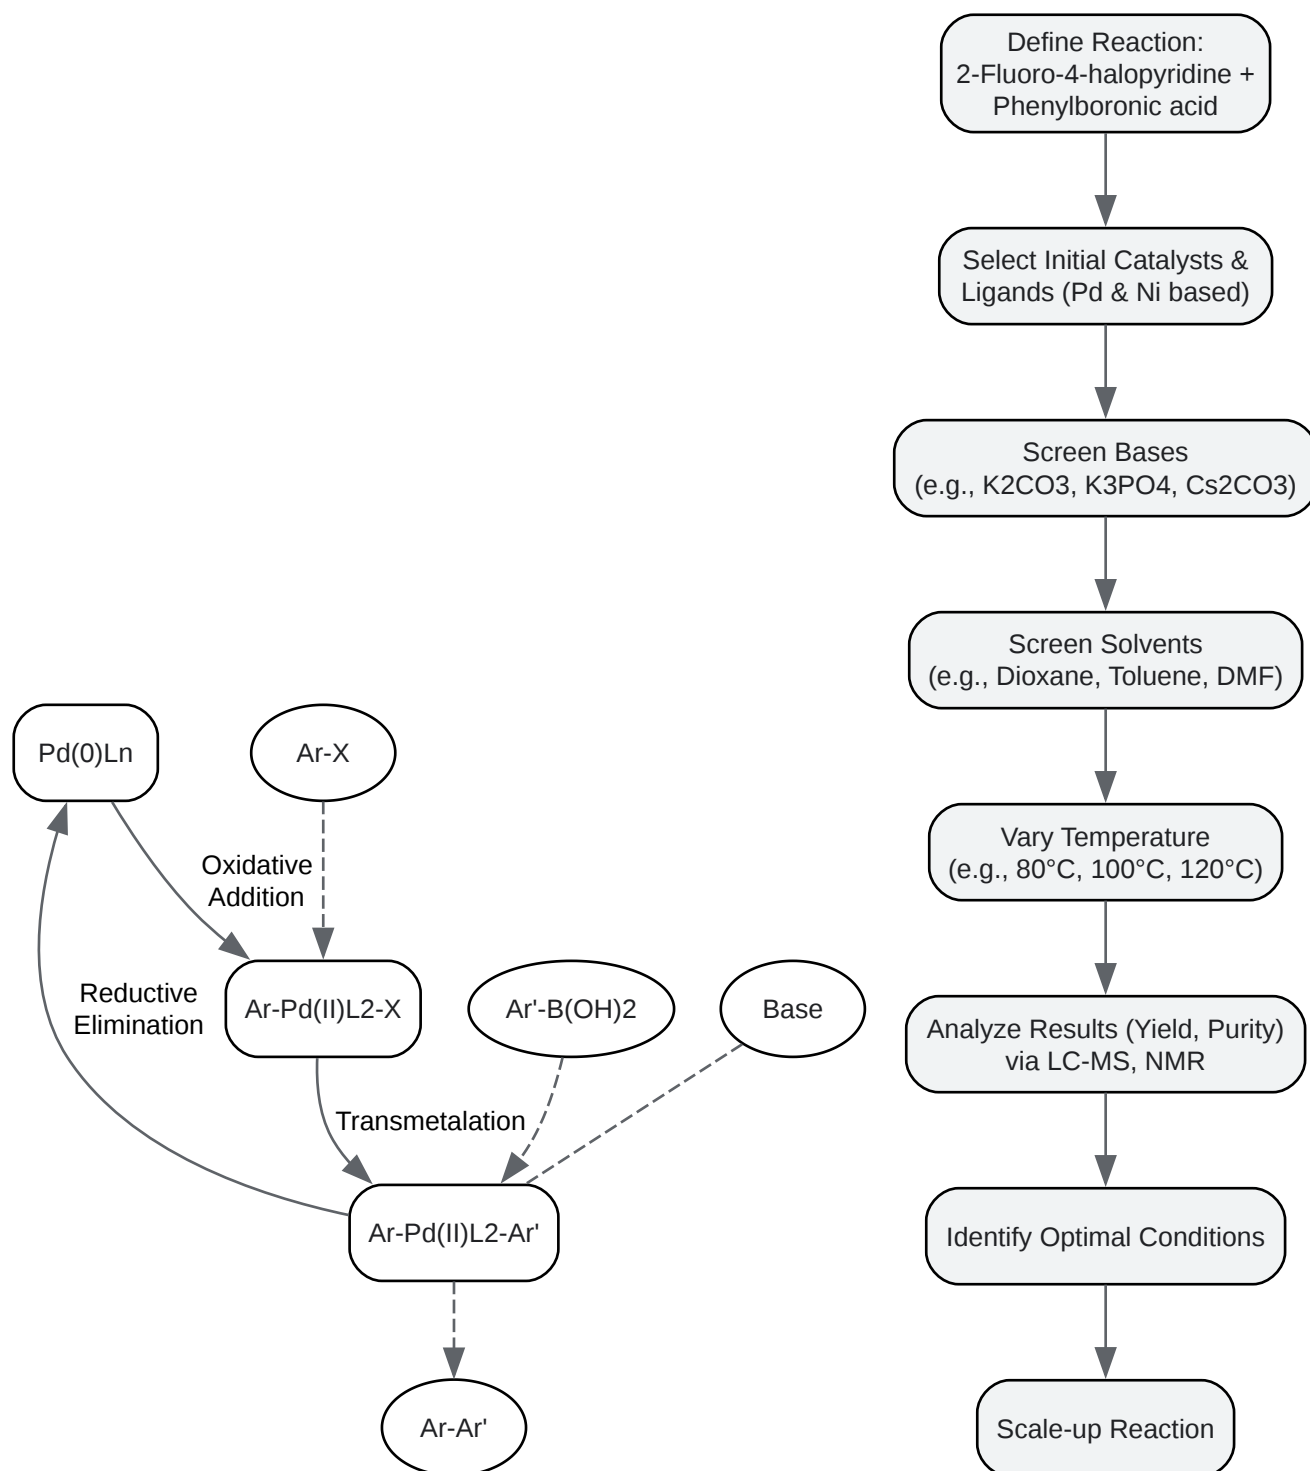 Pd(0)Ln
Ar-X
Oxidative
Addition
Reductive
Elimination
Ar-Pd(II)L2-X
Ar'-B(OH)2
Base
Transmetalation
Ar-Pd(II)L2-Ar'
Ar-Ar'
Define Reaction:
2-Fluoro-4-halopyridine +
Phenylboronic acid
Select Initial Catalysts &
Ligands (Pd & Ni based)
Screen Bases
(e.g., K2CO3, K3PO4, Cs2CO3)
Screen Solvents
(e.g., Dioxane, Toluene, DMF)
Vary Temperature
(e.g., 80°C, 100°C, 120°C)
Analyze Results (Yield, Purity)
via LC-MS, NMR
Identify Optimal Conditions
Scale-up Reaction